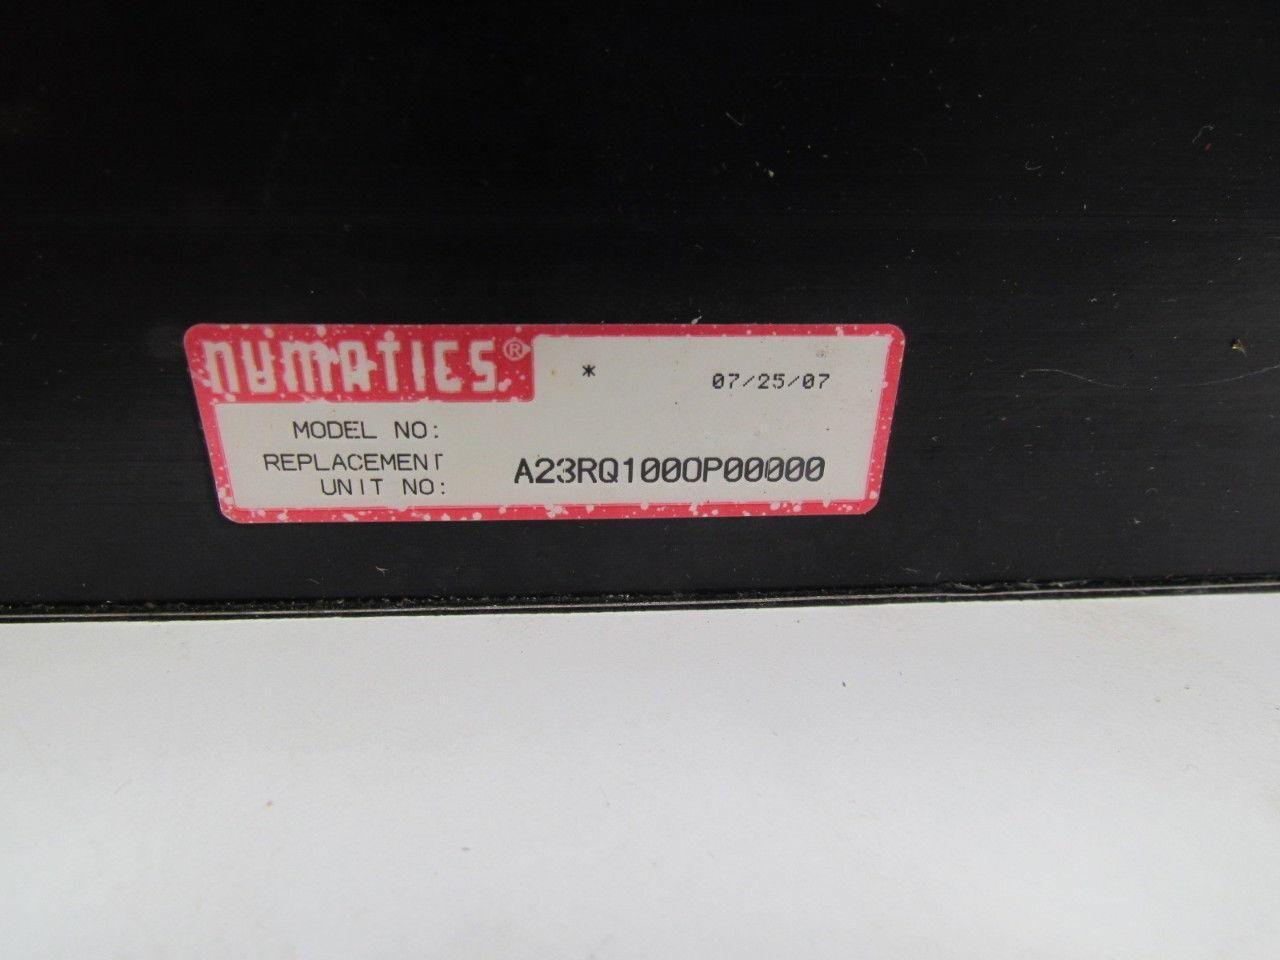 NUMATICS® * 07/25/07
MODEL NO:
REPLACEMENT
UNIT NO: A23RQ1000P00000